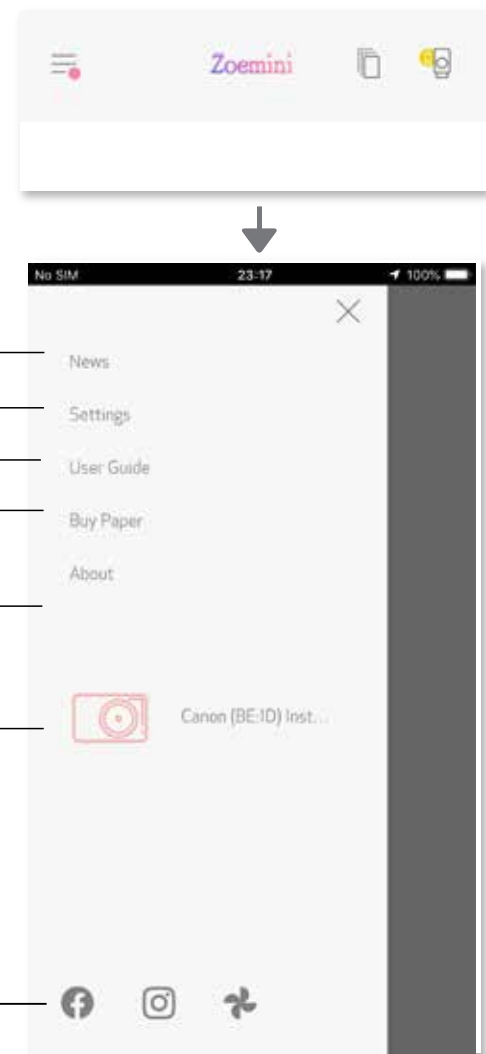 Zoemini
No SIM 23:17 100%
News
Settings
User Guide
Buy Paper
About
Canon (BE:1D) Inst...